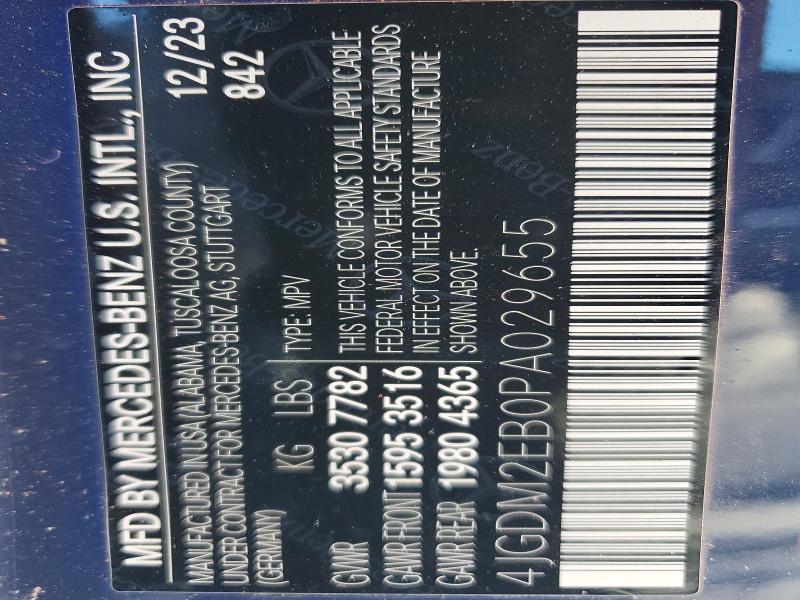 MFD BY MERCEDES-BENZ U.S. INTL., INC
MANUFACTURED IN USA (ALABAMA, TUSCALOOSA COUNTY) 12/23
UNDER CONTRACT FOR MERCEDES-BENZ AG, STUTTGART
(GERMANY) 842
KG LBS TYPE: MPV
GVWR 3530 7782 THIS VEHICLE CONFORMS TO ALL APPLICABLE
GAWR FRONT 1595 3516 FEDERAL MOTOR VEHICLE SAFETY STANDARDS
GAWR REAR 1980 4365 IN EFFECT ON THE DATE OF MANUFACTURE
SHOWN ABOVE.
4JGDM2EB0PA029655